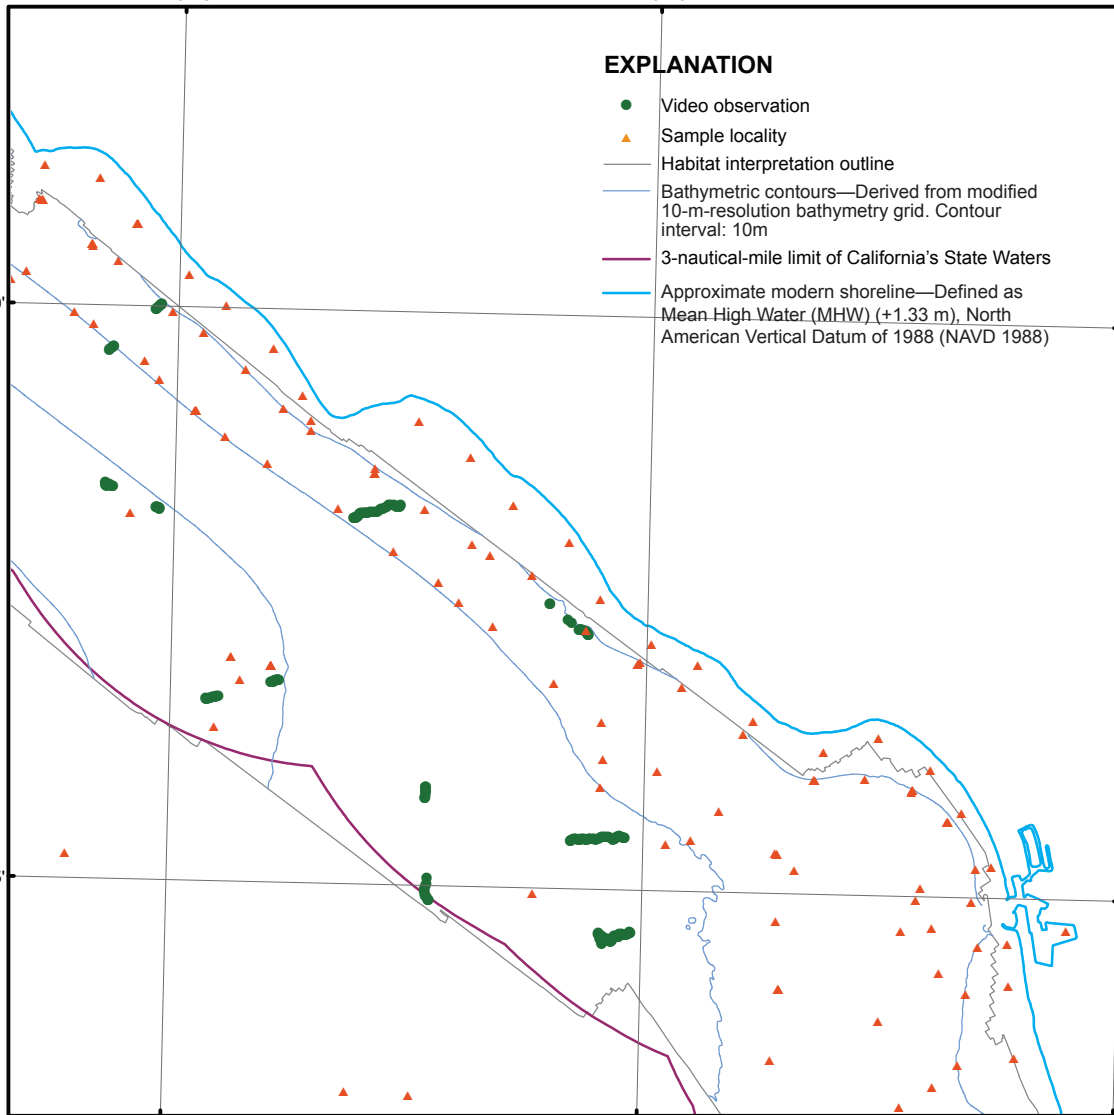 EXPLANATION
Video observation
Sample locality
Habitat interpretation outline
Bathymetric contours—Derived from modified
10-m-resolution bathymetry grid. Contour
interval: 10m
3-nautical-mile limit of California’s State Waters
Approximate modern shoreline—Defined as
Mean High Water (MHW) (+1.33 m), North
American Vertical Datum of 1988 (NAVD 1988)